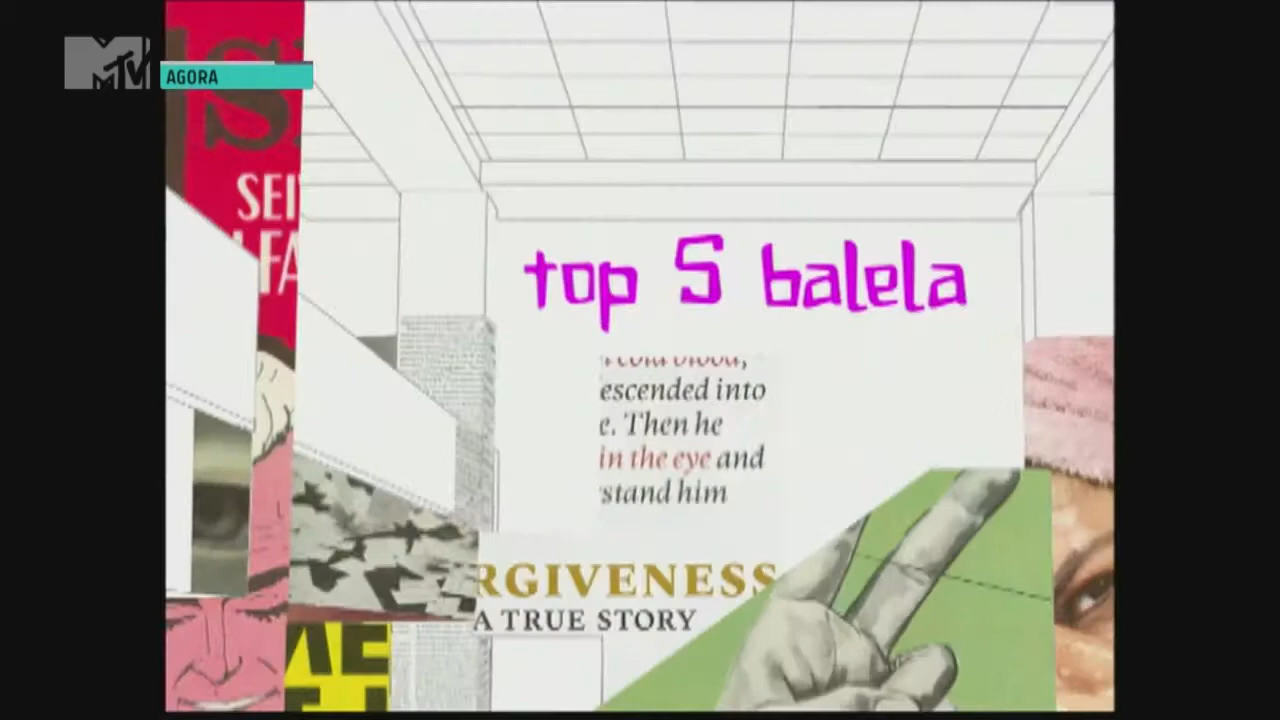 MTV
AGORA
top 5 balela
escended into
e. Then he
in the eye and
stand him
RGIVENESS
A TRUE STORY
SEI